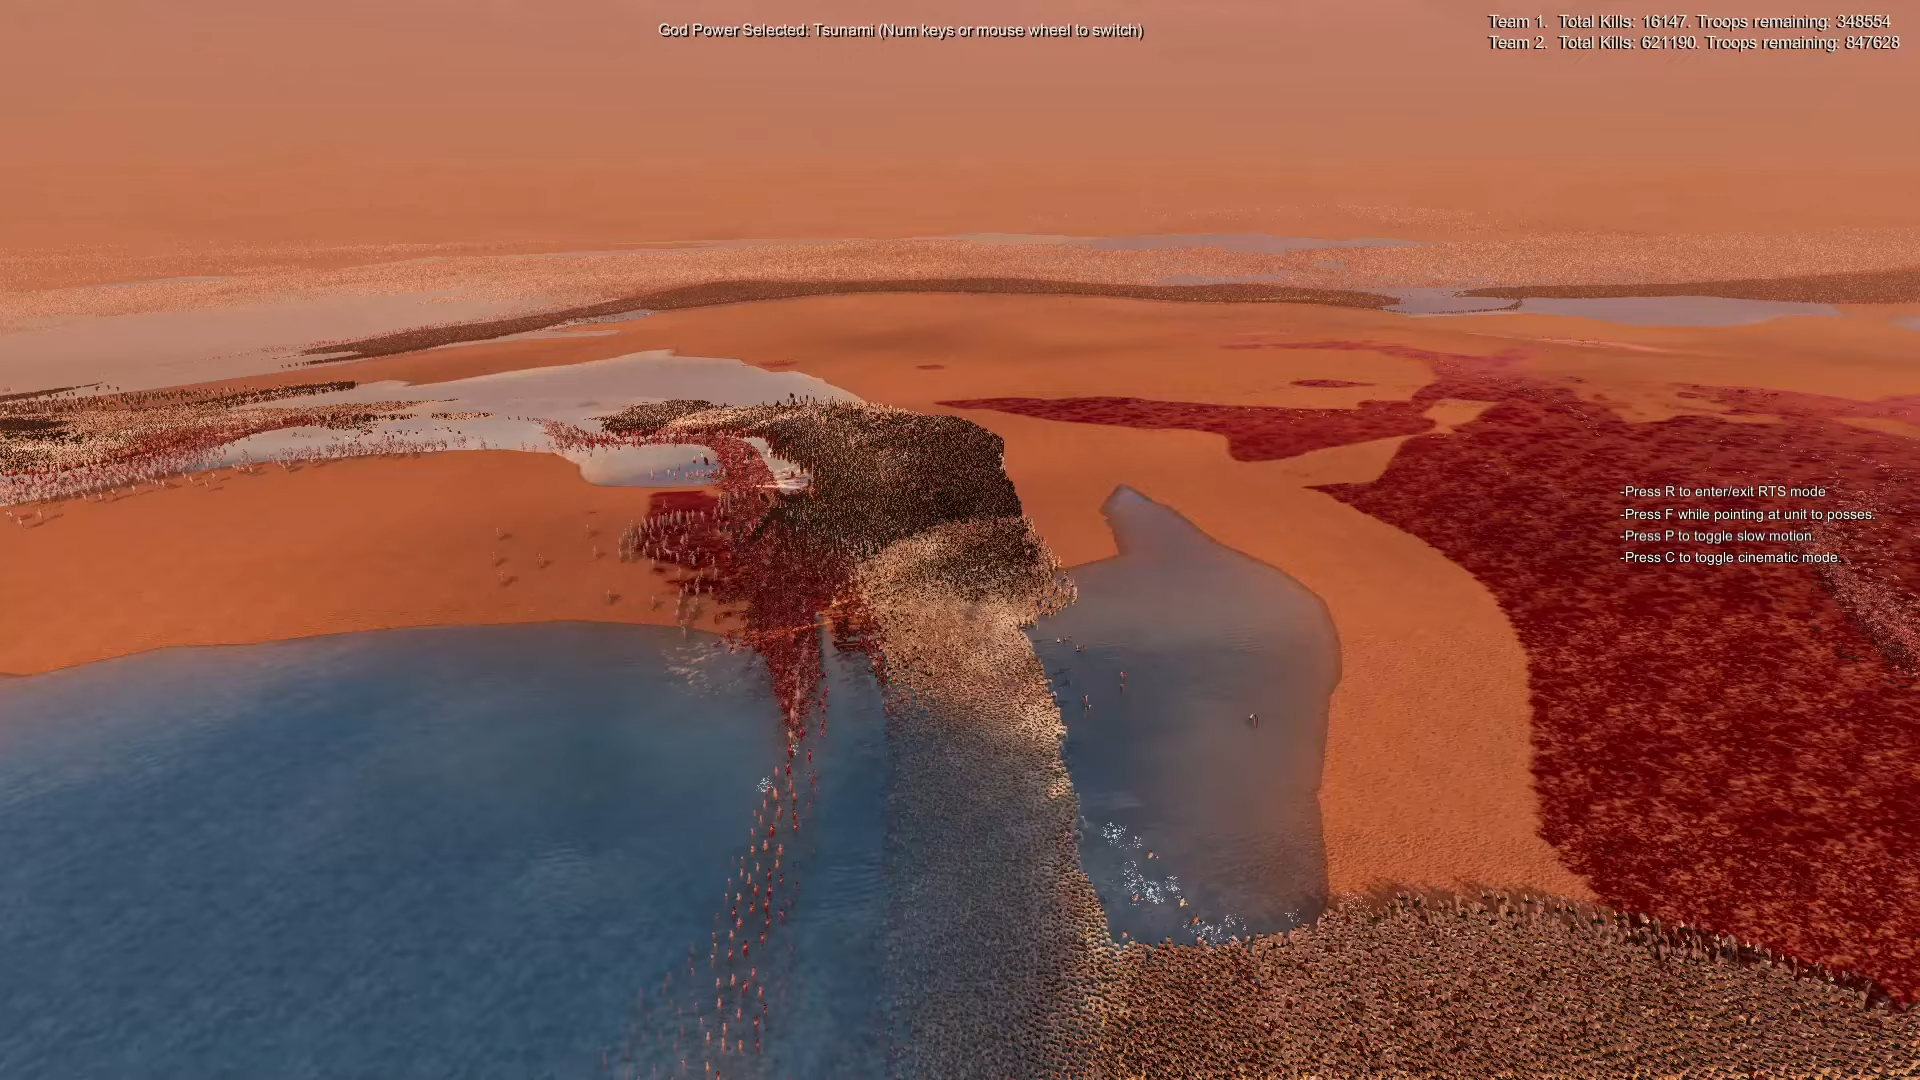 God Power Selected: Tsunami (Num keys or mouse wheel to switch)
Team 1.  Total Kills: 16147. Troops remaining: 348554
Team 2.  Total Kills: 621190. Troops remaining: 847628
-Press R to enter/exit RTS mode
-Press F while pointing at unit to posses.
-Press P to toggle slow motion.
-Press C to toggle cinematic mode.